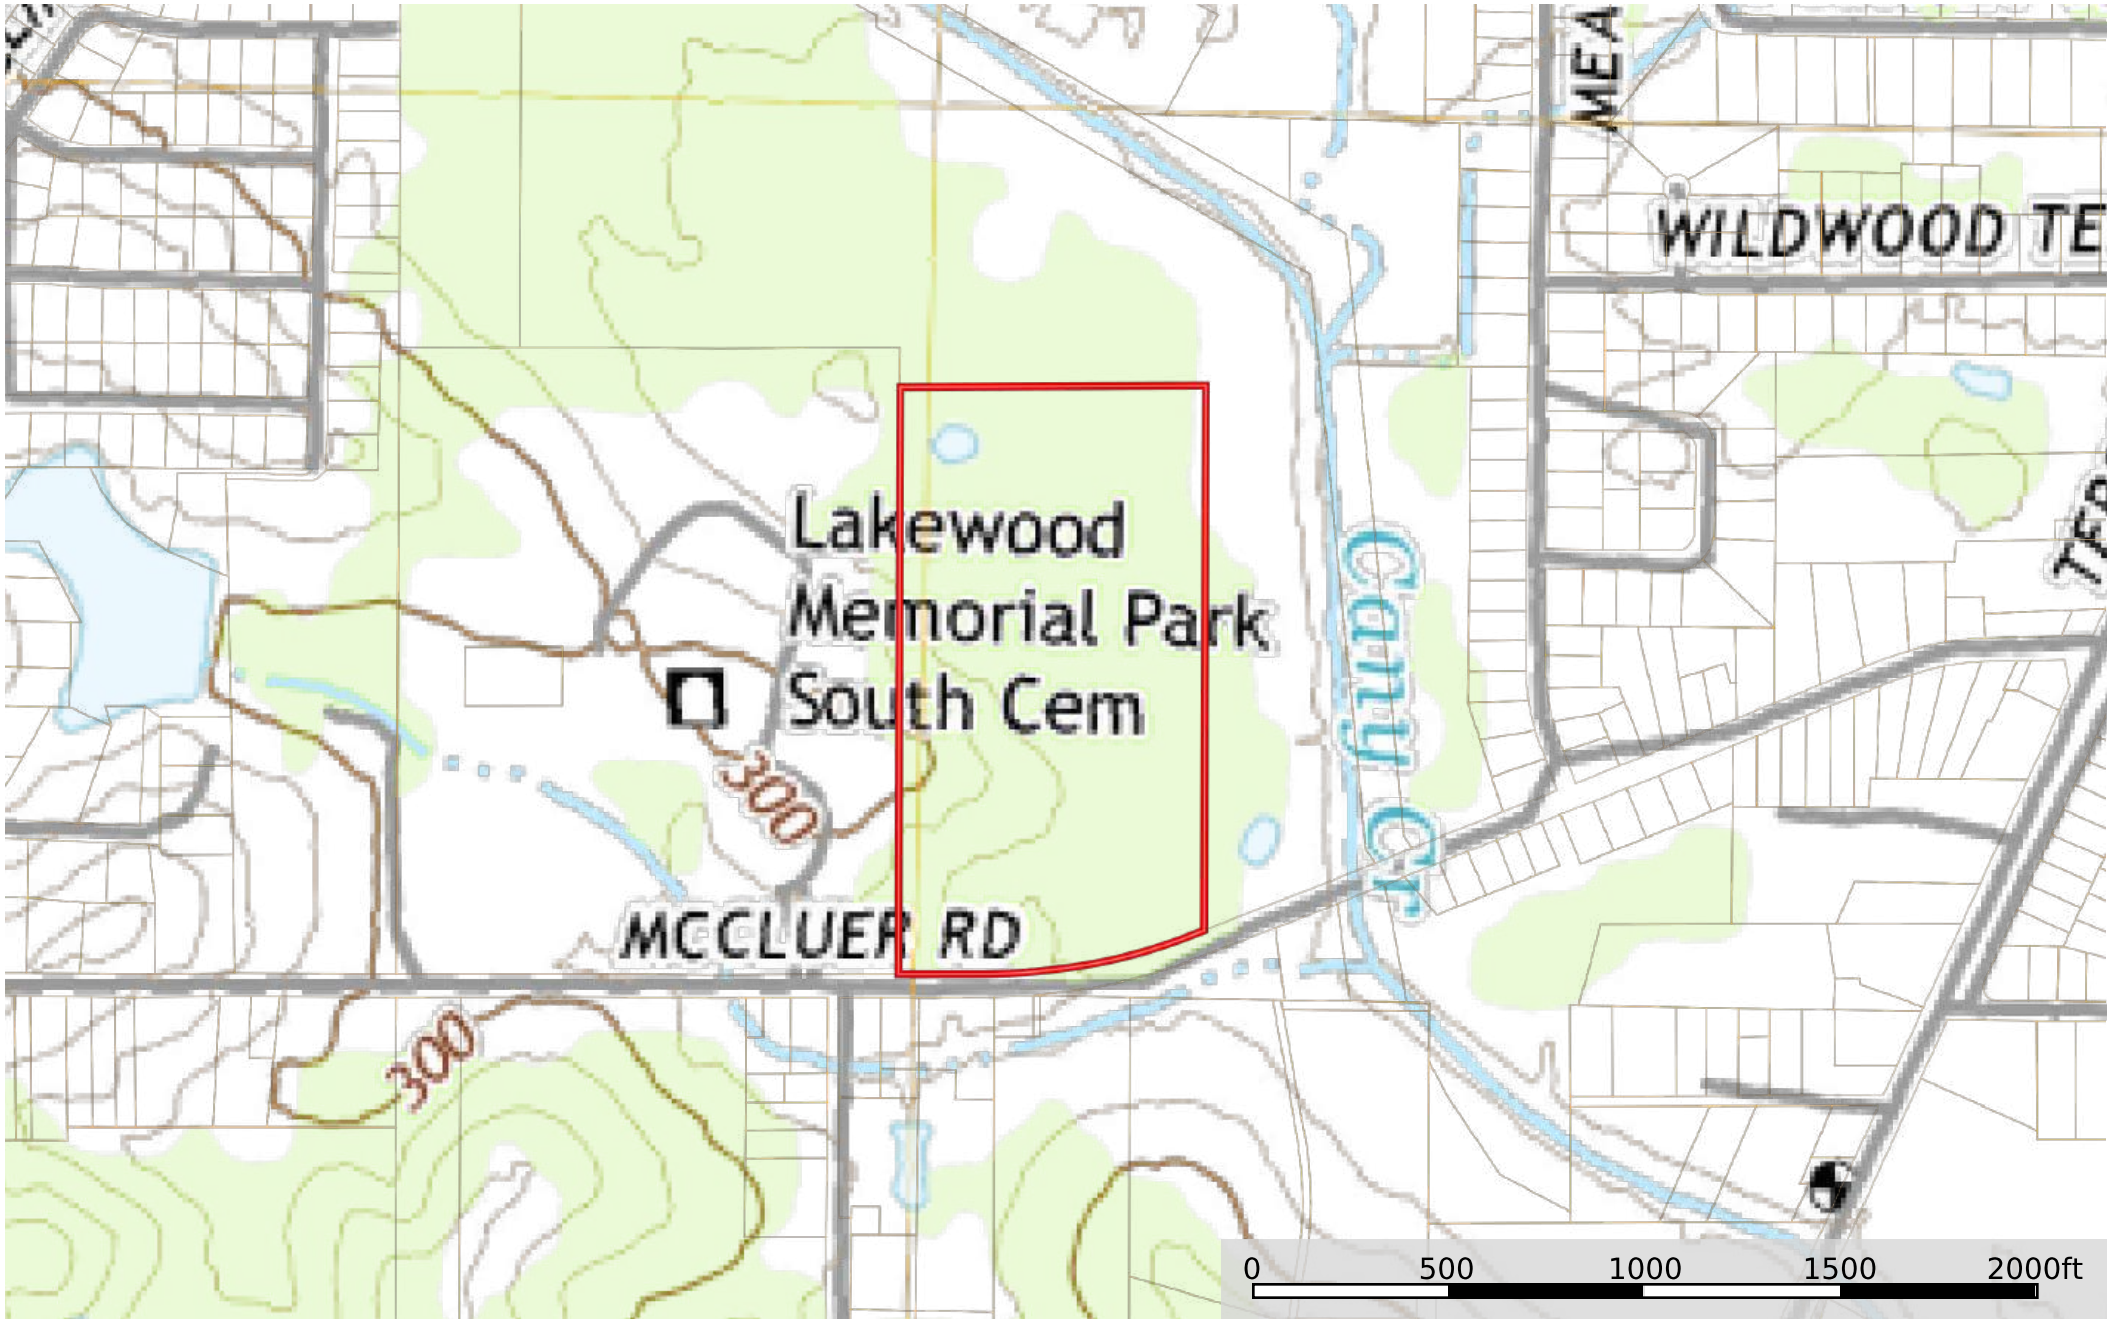 MEA
WILDWOOD TE
Lakewood
Memorial Park
South Cem
Cany Cr
300
MCCLUER RD
300
0 500 1000 1500 2000ft